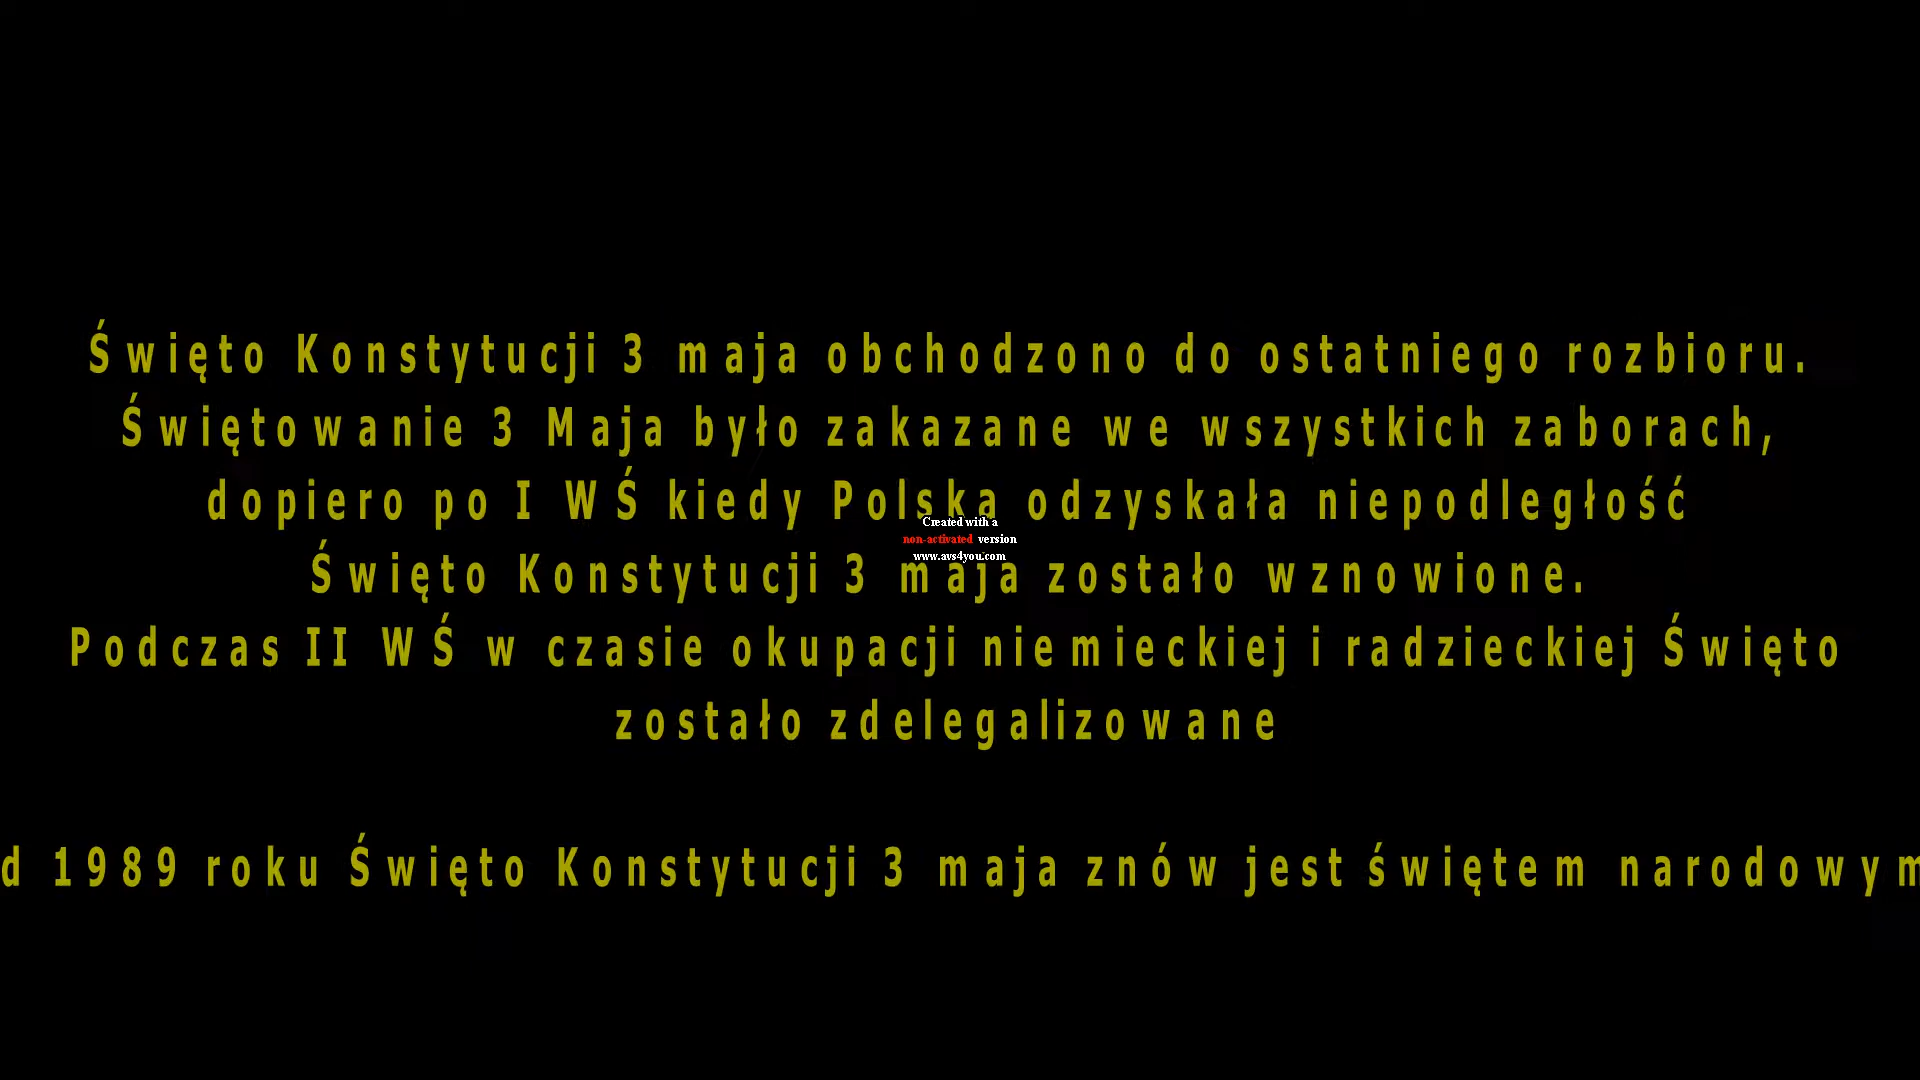 Święto Konstytucji 3 maja obchodzono do ostatniego rozbioru.
Świętowanie 3 Maja było zakazane we wszystkich zaborach,
dopiero po I WŚ kiedy Polska odzyskała niepodległość
Created with a
non-activated version
www.avs4you.com
Święto Konstytucji 3 maja zostało wznowione.
Podczas II WŚ w czasie okupacji niemieckiej i radzieckiej Święto
zostało zdelegalizowane
d 1989 roku Święto Konstytucji 3 maja znów jest świętem narodowym